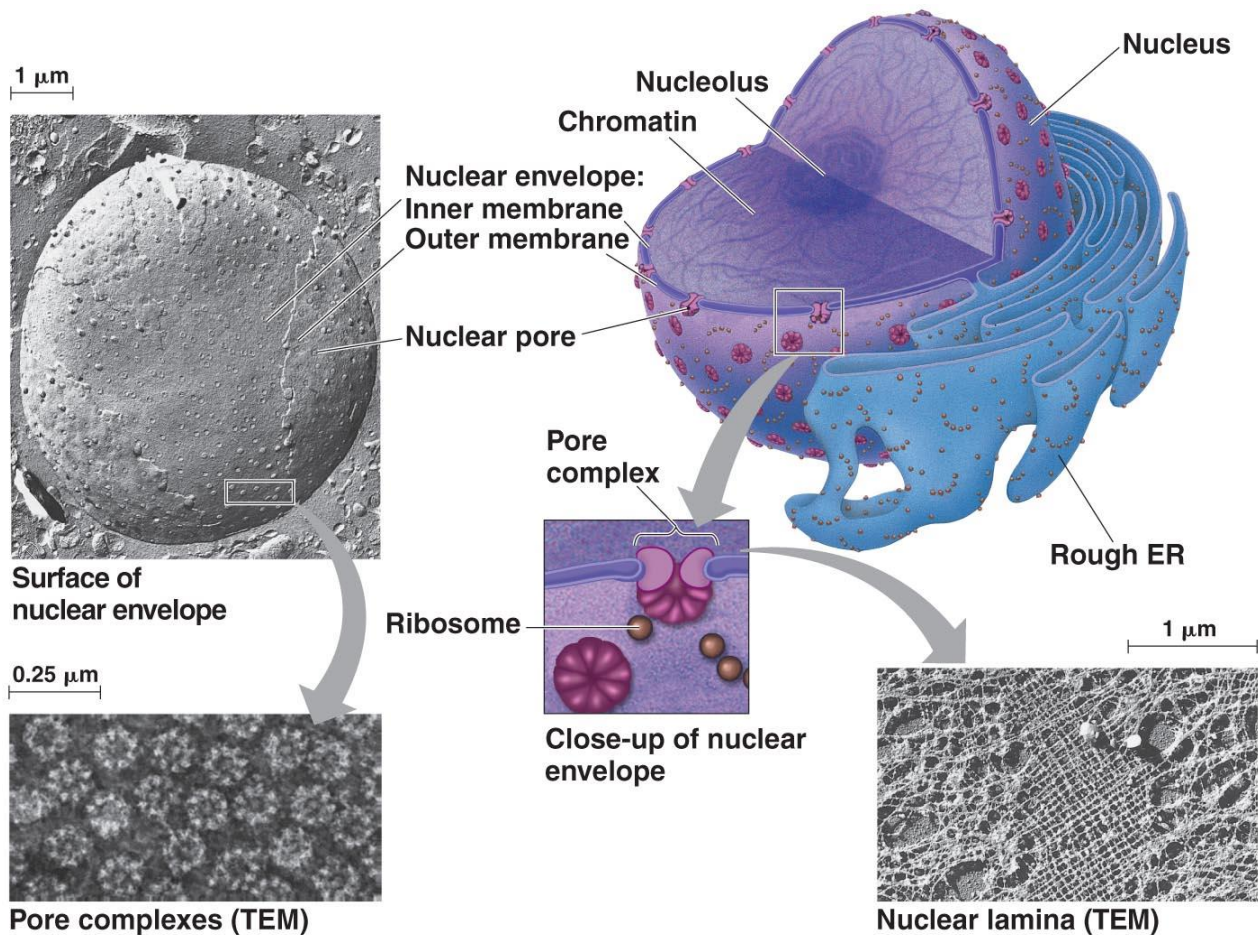 1 μm
Nucleus
Nucleolus
Chromatin
Nuclear envelope:
Inner membrane
Outer membrane
Nuclear pore
Pore
complex
Surface of
nuclear envelope
Rough ER
Ribosome
1 μm
0.25 μm
Close-up of nuclear
envelope
Pore complexes (TEM)
Nuclear lamina (TEM)